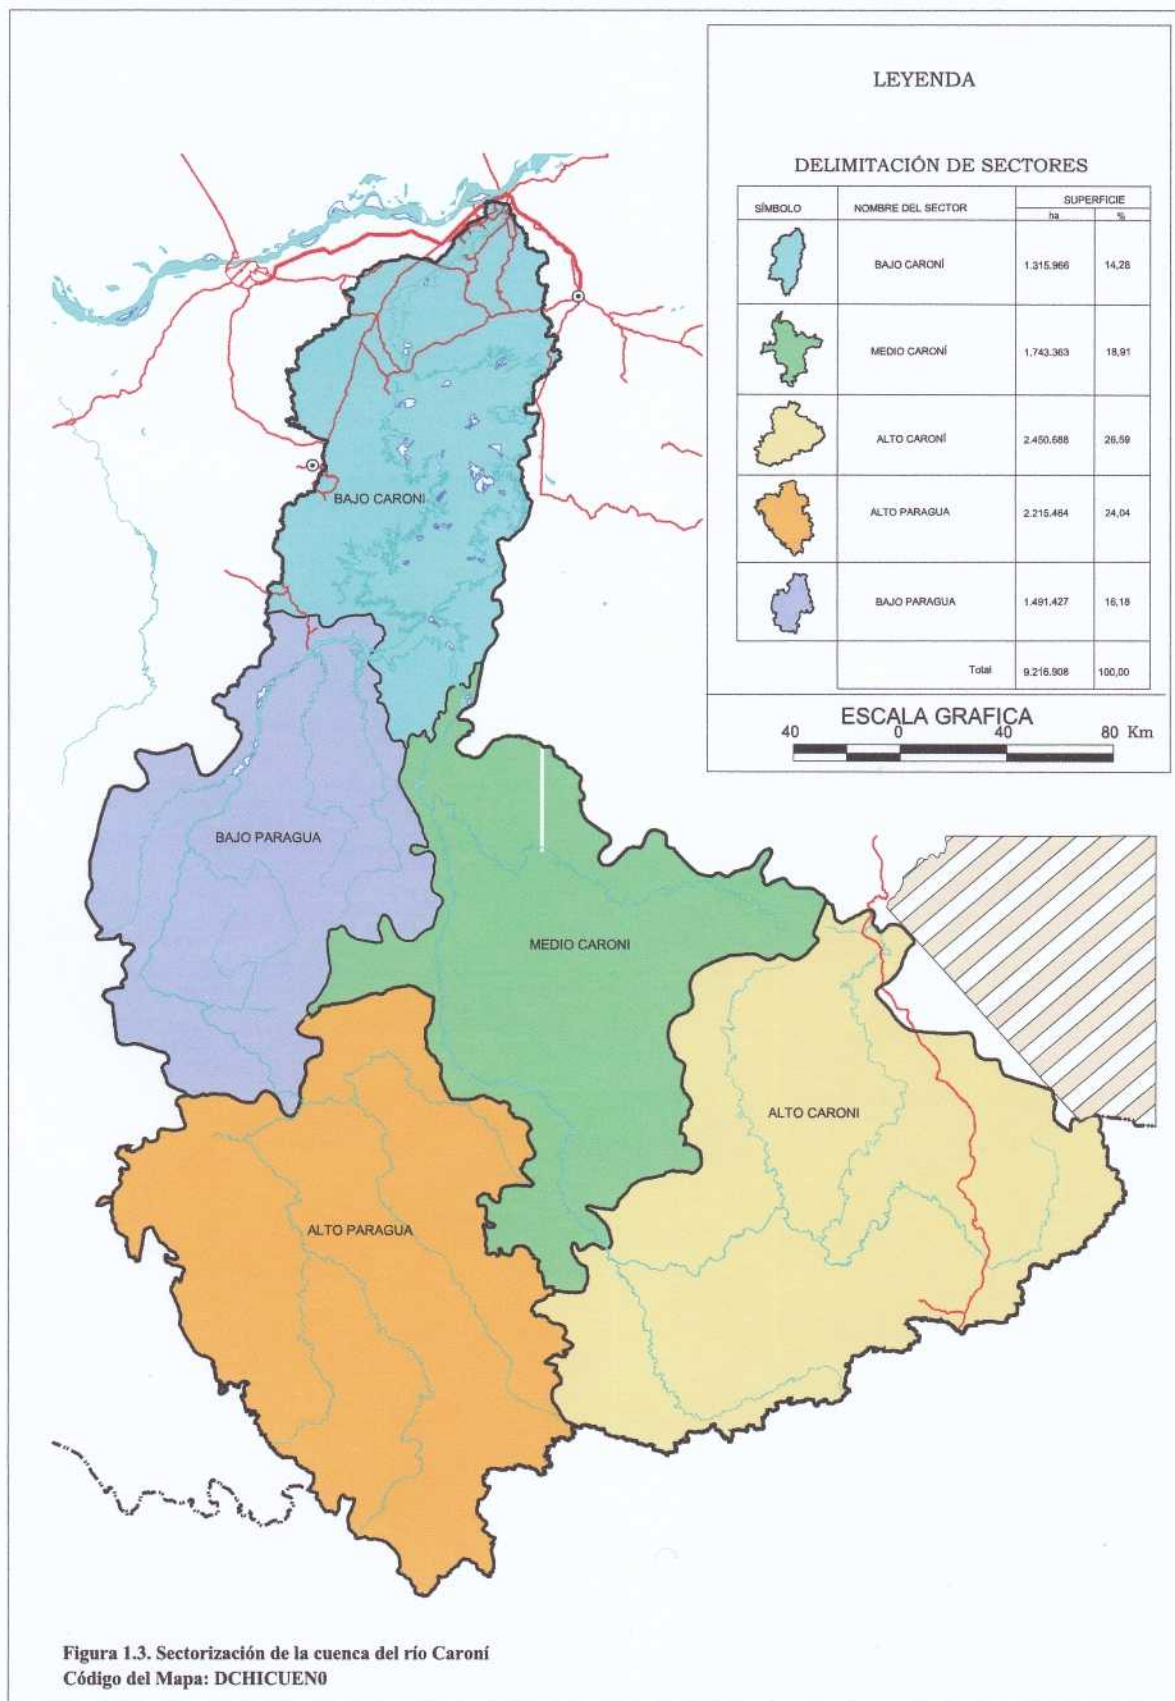 LEYENDA
DELIMITACIÓN DE SECTORES
SÍMBOLO NOMBRE DEL SECTOR SUPERFICIE
ha %
BAJO CARONÍ 1.315.966 14,28
MEDIO CARONÍ 1.743.363 18,91
ALTO CARONÍ 2.450.688 26,59
ALTO PARAGUA 2.215.464 24,04
BAJO PARAGUA 1.491.427 16,18
Total 9.216.908 100,00
ESCALA GRAFICA
40 0 40 80 Km
BAJO CARONI
BAJO PARAGUA
MEDIO CARONI
ALTO CARONI
ALTO PARAGUA
Figura 1.3. Sectorización de la cuenca del río Caroní
Código del Mapa: DCHICUEN0